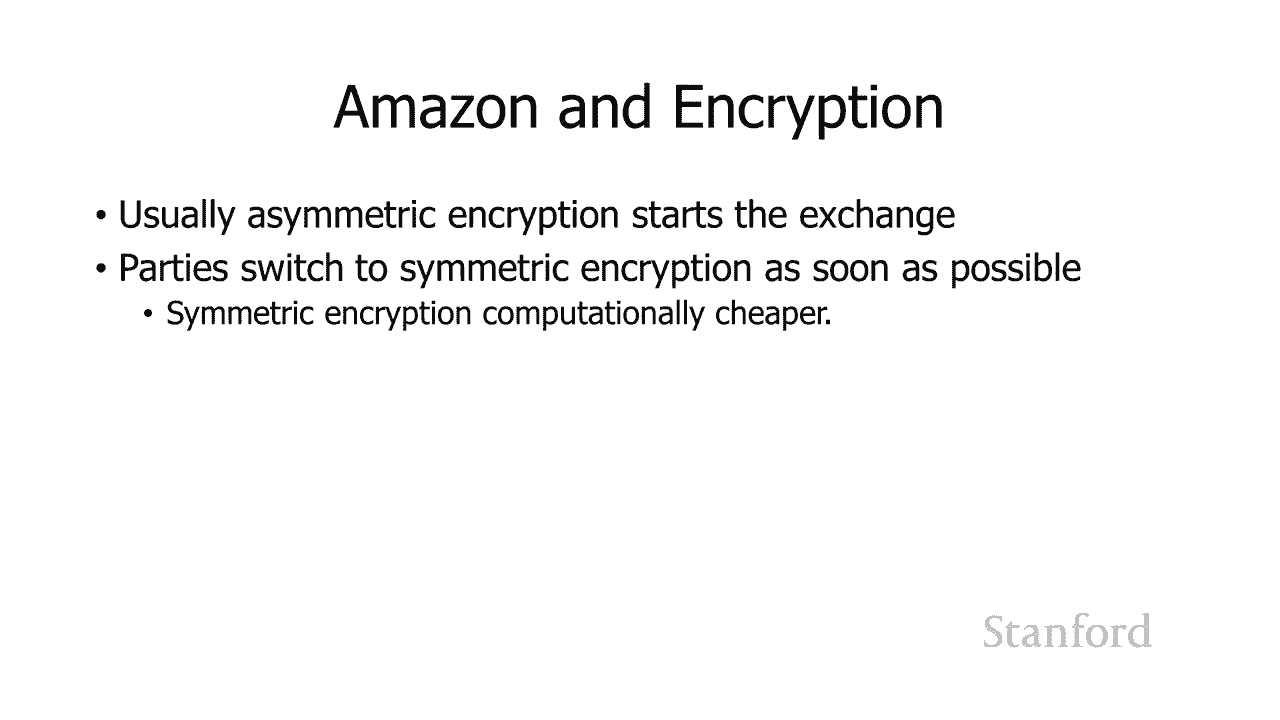 Amazon and Encryption
• Usually asymmetric encryption starts the exchange
• Parties switch to symmetric encryption as soon as possible
• Symmetric encryption computationally cheaper.
Stanford